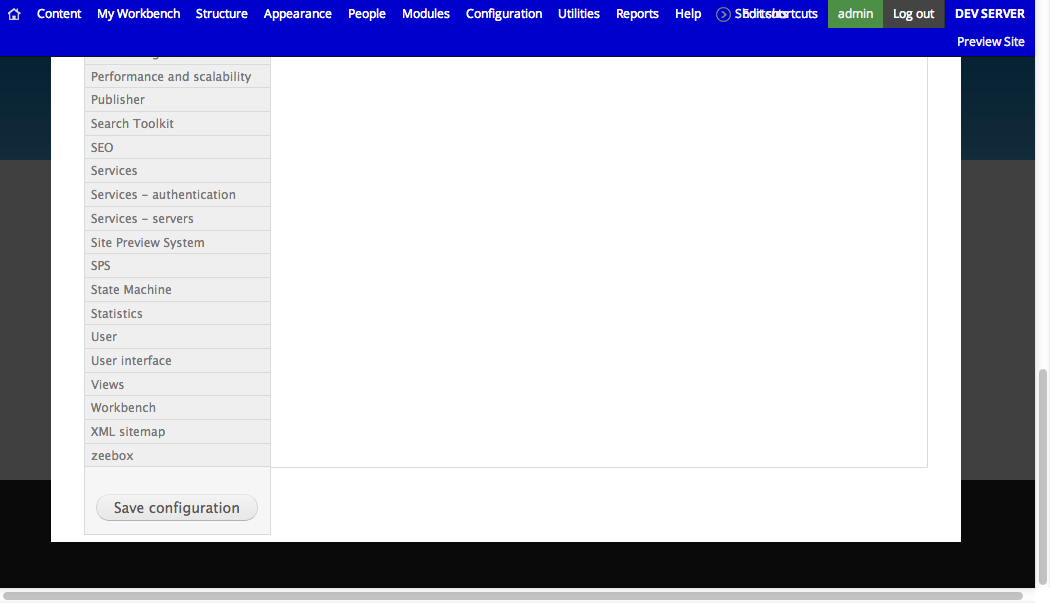 Content My Workbench Structure Appearance People Modules Configuration Utilities Reports Help Edit shortcuts admin Log out DEV SERVER
Preview Site
Performance and scalability
Publisher
Search Toolkit
SEO
Services
Services – authentication
Services – servers
Site Preview System
SPS
State Machine
Statistics
User
User interface
Views
Workbench
XML sitemap
zeebox
Save configuration